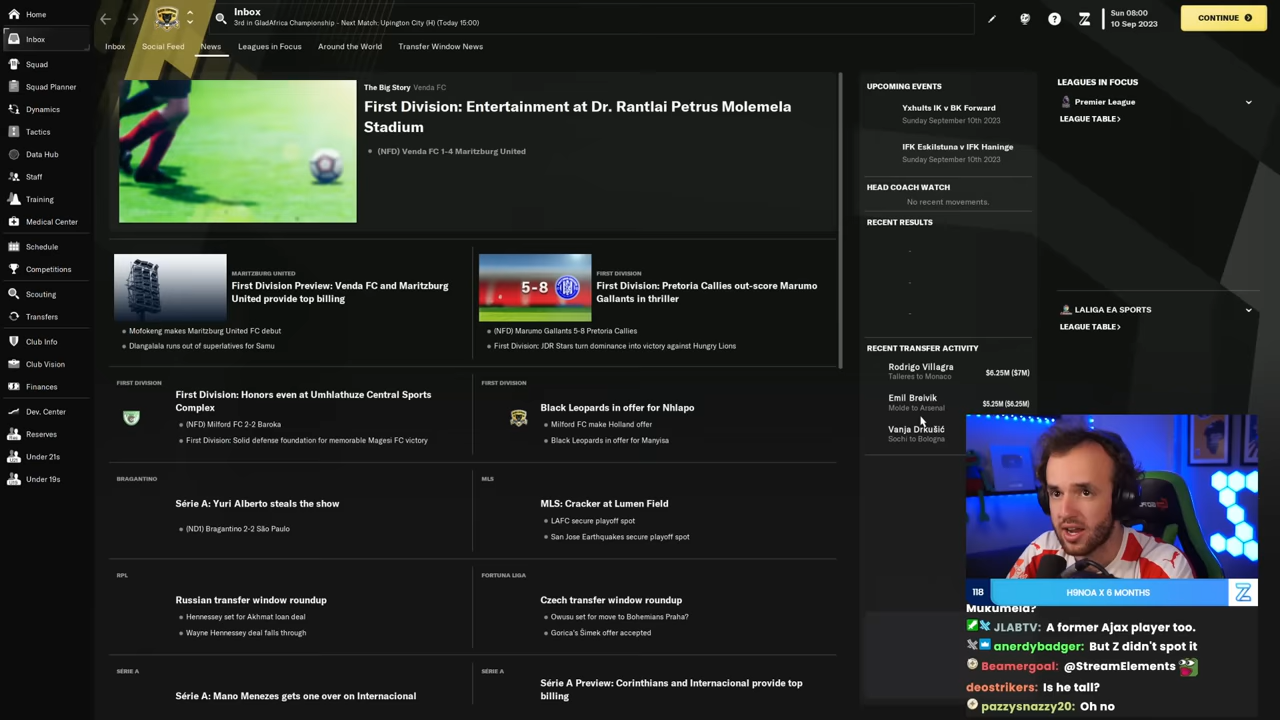 Home
Inbox
Squad
Squad Planner
Dynamics
Tactics
Data Hub
Staff
Training
Medical Center
Schedule
Competitions
Scouting
Transfers
Club Info
Club Vision
Finances
Dev. Center
Reserves
Under 21s
Under 19s
Inbox
3rd in GladAfrica Championship - Next Match: Upington City (H) (Today 15:00)
Sun 08:00
10 Sep 2023
CONTINUE
Inbox
Social Feed
News
Leagues in Focus
Around the World
Transfer Window News
The Big Story Venda FC
First Division: Entertainment at Dr. Rantlai Petrus Molemela
Stadium
(NFD) Venda FC 1-4 Maritzburg United
MARITZBURG UNITED
First Division Preview: Venda FC and Maritzburg
United provide top billing
Mofokeng makes Maritzburg United FC debut
Dlangalala runs out of superlatives for Samu
5-8
FIRST DIVISION
First Division: Pretoria Callies out-score Marumo
Gallants in thriller
(NFD) Marumo Gallants 5-8 Pretoria Callies
First Division: JDR Stars turn dominance into victory against Hungry Lions
FIRST DIVISION
First Division: Honors even at Umhlathuze Central Sports
Complex
(NFD) Milford FC 2-2 Baroka
First Division: Solid defense foundation for memorable Magesi FC victory
FIRST DIVISION
Black Leopards in offer for Nhlapo
Milford FC make Holland offer
Black Leopards in offer for Manyisa
BRAGANTINO
Série A: Yuri Alberto steals the show
(ND1) Bragantino 2-2 São Paulo
MLS
MLS: Cracker at Lumen Field
LAFC secure playoff spot
San Jose Earthquakes secure playoff spot
RPL
Russian transfer window roundup
Hennessey set for Akhmat loan deal
Wayne Hennessey deal falls through
FORTUNA LIGA
Czech transfer window roundup
Owusu set for move to Bohemians Praha?
Gorica's Šimek offer accepted
SÉRIE A
Série A: Mano Menezes gets one over on Internacional
SÉRIE A
Série A Preview: Corinthians and Internacional provide top
billing
UPCOMING EVENTS
Yxhults IK v BK Forward
Sunday September 10th 2023
IFK Eskilstuna v IFK Haninge
Sunday September 10th 2023
HEAD COACH WATCH
No recent movements.
RECENT RESULTS
-
-
-
RECENT TRANSFER ACTIVITY
Rodrigo Villagra
Talleres to Monaco
$6.25M ($7M)
Emil Breivik
Molde to Arsenal
$5.25M ($6.25M)
Vanja Drkušić
Sochi to Bologna
LEAGUES IN FOCUS
Premier League
LEAGUE TABLE>
LALIGA EA SPORTS
LEAGUE TABLE>
118
H9NOA X 6 MONTHS
Mukumela?
JLABTV: A former Ajax player too.
anerdybadger: But Z didn't spot it
Beamergoal: @StreamElements
deostrikers: Is he tall?
pazzysnazzy20: Oh no